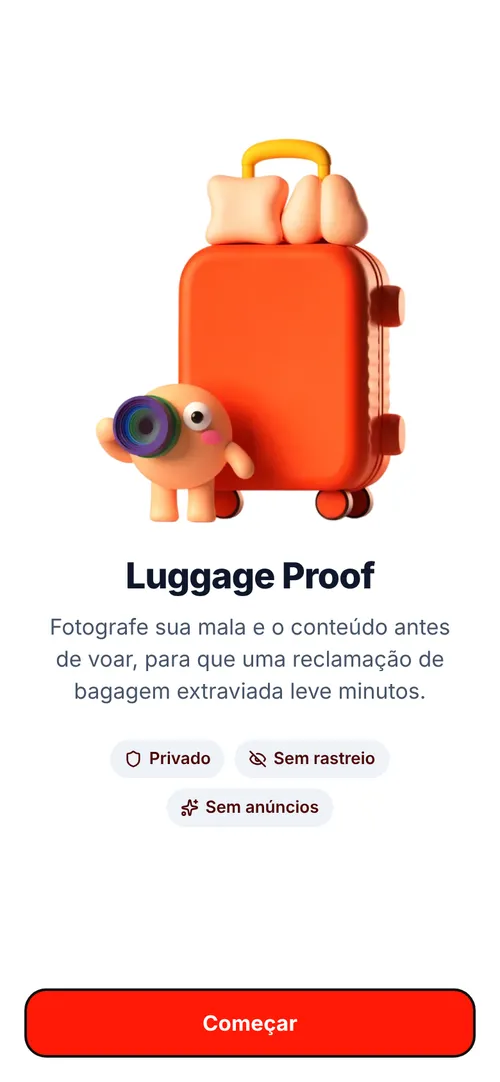 Luggage Proof
Fotografe sua mala e o conteúdo antes
de voar, para que uma reclamação de
bagagem extraviada leve minutos.
Privado
Sem rastreio
Sem anúncios
Começar